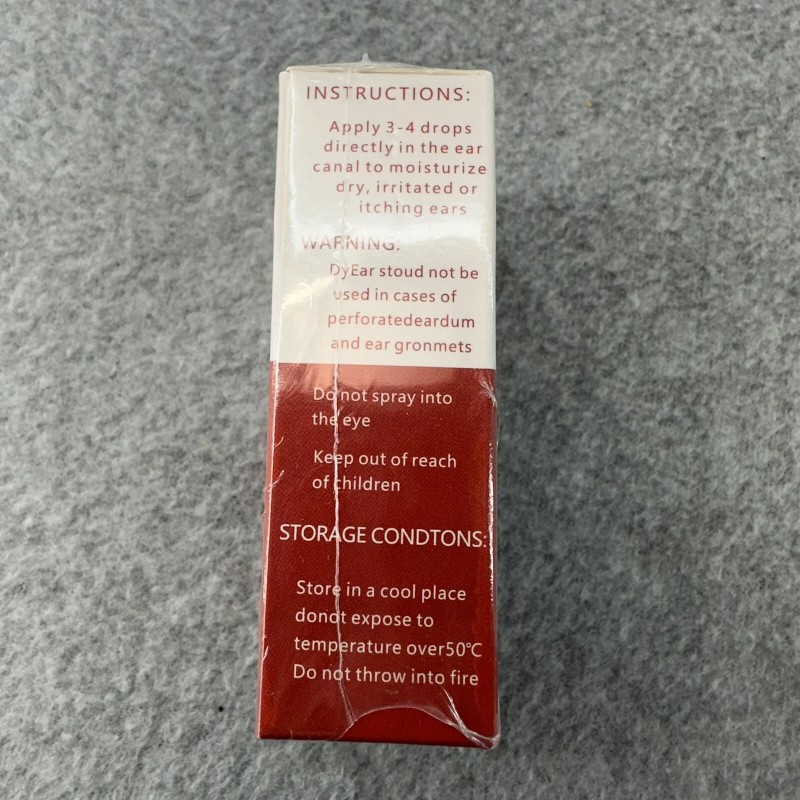 INSTRUCTIONS:
Apply 3-4 drops
directly in the ear
canal to moisturize
dry, irritated or
itching ears
WARNING:
DyEar stoud not be
used in cases of
perforatedeardum
and ear gronmets
Do not spray into
the eye
Keep out of reach
of children
STORAGE CONDTONS:
Store in a cool place
donot expose to
temperature over50℃
Do not throw into fire